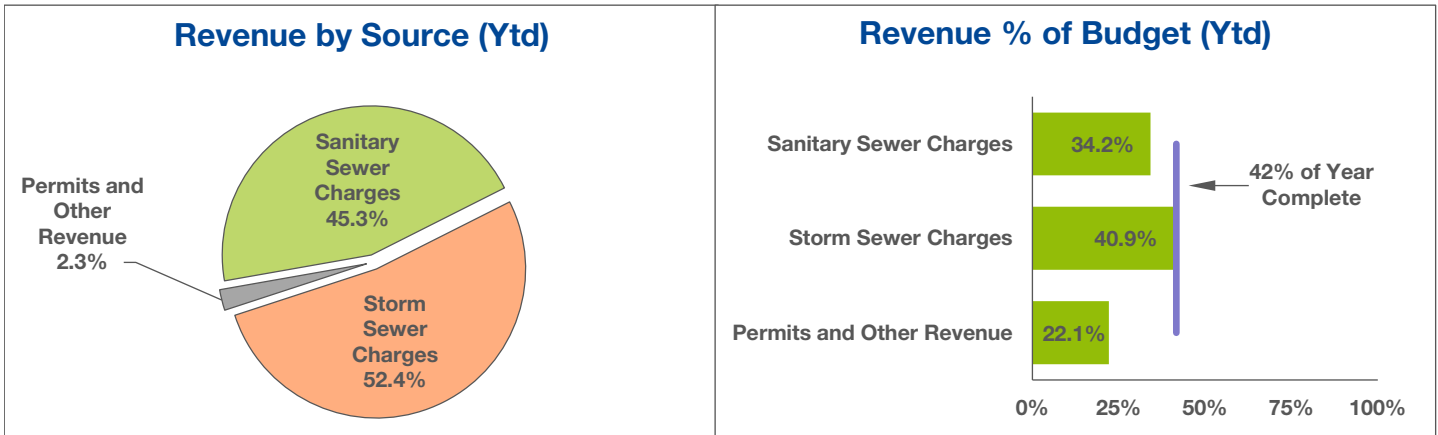 Revenue by Source (Ytd)
Sanitary
Sewer
Charges
45.3%
Permits and
Other
Revenue
2.3%
Storm
Sewer
Charges
52.4%
Revenue % of Budget (Ytd)
Sanitary Sewer Charges
34.2%
42% of Year
Complete
Storm Sewer Charges
40.9%
Permits and Other Revenue
22.1%
0% 25% 50% 75% 100%